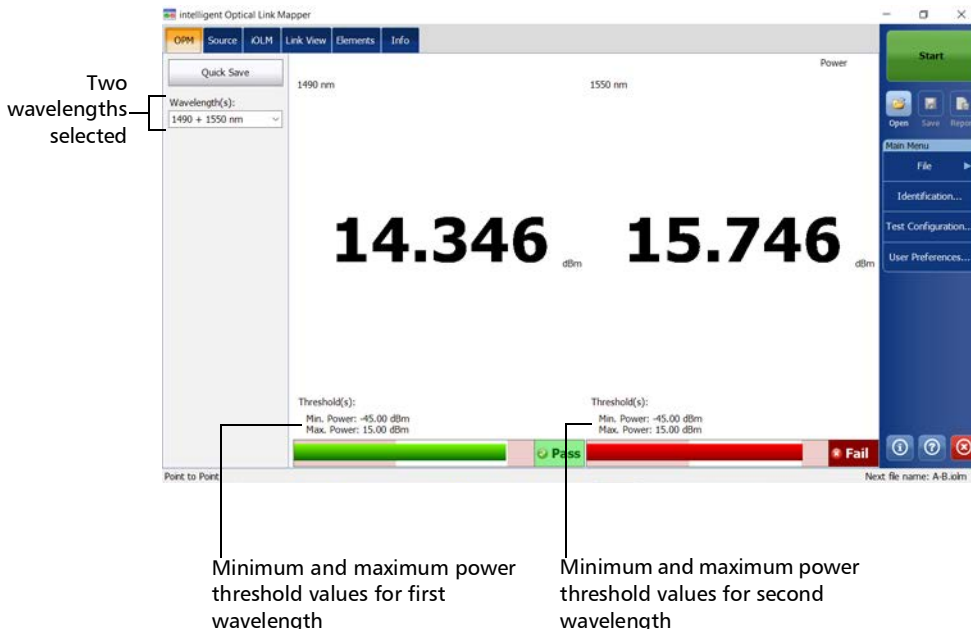 intelligent Optical Link Mapper
OPM Source iOLM Link View Elements Info
Start
Quick Save
Power
1490 nm
1550 nm
Two
wavelengths
selected
Wavelength(s):
1490 + 1550 nm
Open Save
Main Menu
File
Identification...
Test Configuration...
User Preferences...
14.346 dBm
15.746 dBm
Threshold(s):
Min. Power: -45.00 dBm
Max. Power: 15.00 dBm
Threshold(s):
Min. Power: -45.00 dBm
Max. Power: 15.00 dBm
Pass
Fail
Point to Point
Next file name: A-B.iolm
Minimum and maximum power
threshold values for first
wavelength
Minimum and maximum power
threshold values for second
wavelength